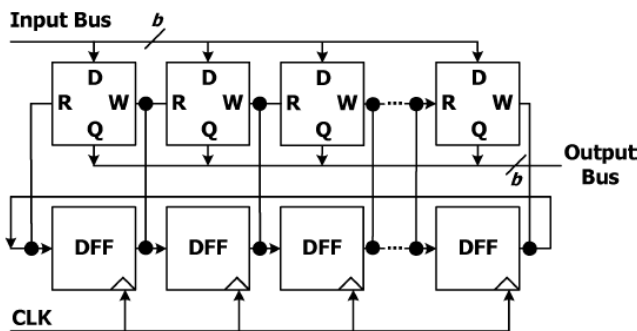 Input Bus b
D D D D
R W R W R W R W
Q Q Q Q
b Output Bus
DFF DFF DFF DFF
CLK